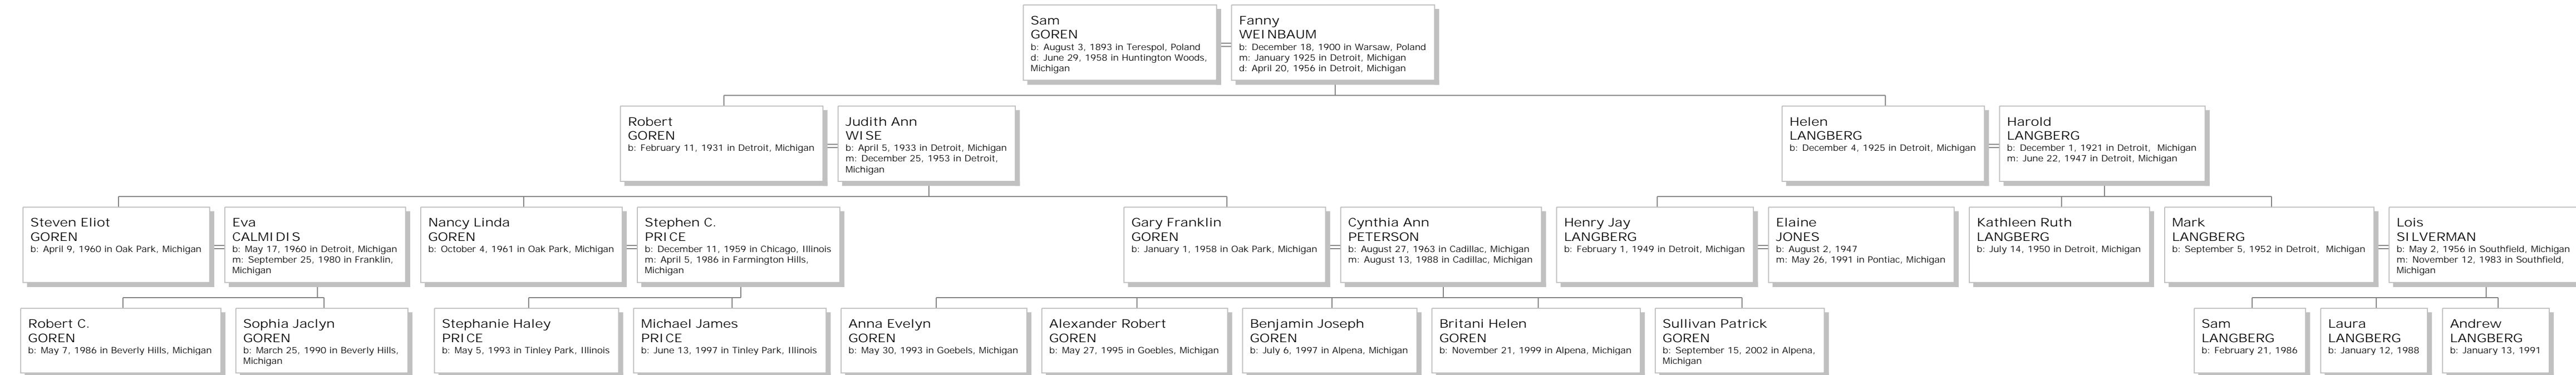 Sam
GOREN
b: August 3, 1893 in Terespol, Poland
d: June 29, 1958 in Huntington Woods,
Michigan
Fanny
WEINBAUM
b: December 18, 1900 in Warsaw, Poland
m: January 1925 in Detroit, Michigan
d: April 20, 1956 in Detroit, Michigan
Robert
GOREN
b: February 11, 1931 in Detroit, Michigan
Judith Ann
WISE
b: April 5, 1933 in Detroit, Michigan
m: December 25, 1953 in Detroit,
Michigan
Helen
LANGBERG
b: December 4, 1925 in Detroit, Michigan
Harold
LANGBERG
b: December 1, 1921 in Detroit, Michigan
m: June 22, 1947 in Detroit, Michigan
Steven Eliot
GOREN
b: April 9, 1960 in Oak Park, Michigan
Eva
CALMIDIS
b: May 17, 1960 in Detroit, Michigan
m: September 25, 1980 in Franklin,
Michigan
Nancy Linda
GOREN
b: October 4, 1961 in Oak Park, Michigan
Stephen C.
PRICE
b: December 11, 1959 in Chicago, Illinois
m: April 5, 1986 in Farmington Hills,
Michigan
Gary Franklin
GOREN
b: January 1, 1958 in Oak Park, Michigan
Cynthia Ann
PETERSON
b: August 27, 1963 in Cadillac, Michigan
m: August 13, 1988 in Cadillac, Michigan
Henry Jay
LANGBERG
b: February 1, 1949 in Detroit, Michigan
Elaine
JONES
b: August 2, 1947
m: May 26, 1991 in Pontiac, Michigan
Kathleen Ruth
LANGBERG
b: July 14, 1950 in Detroit, Michigan
Mark
LANGBERG
b: September 5, 1952 in Detroit, Michigan
Lois
SILVERMAN
b: May 2, 1956 in Southfield, Michigan
m: November 12, 1983 in Southfield,
Michigan
Robert C.
GOREN
b: May 7, 1986 in Beverly Hills, Michigan
Sophia Jaclyn
GOREN
b: March 25, 1990 in Beverly Hills,
Michigan
Stephanie Haley
PRICE
b: May 5, 1993 in Tinley Park, Illinois
Michael James
PRICE
b: June 13, 1997 in Tinley Park, Illinois
Anna Evelyn
GOREN
b: May 30, 1993 in Goebels, Michigan
Alexander Robert
GOREN
b: May 27, 1995 in Goebles, Michigan
Benjamin Joseph
GOREN
b: July 6, 1997 in Alpena, Michigan
Britani Helen
GOREN
b: November 21, 1999 in Alpena, Michigan
Sullivan Patrick
GOREN
b: September 15, 2002 in Alpena,
Michigan
Sam
LANGBERG
b: February 21, 1986
Laura
LANGBERG
b: January 12, 1988
Andrew
LANGBERG
b: January 13, 1991